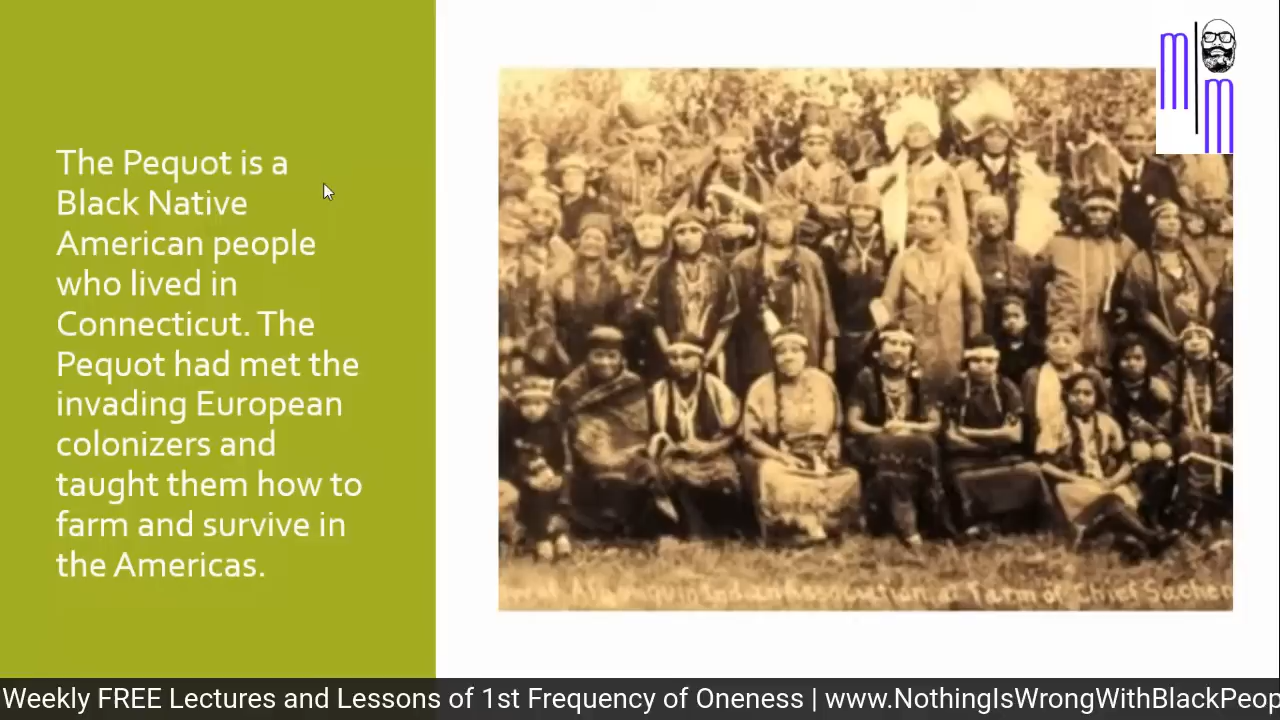 The Pequot is a
Black Native
American people
who lived in
Connecticut. The
Pequot had met the
invading European
colonizers and
taught them how to
farm and survive in
the Americas.
m
m
Algonquin Indian Association at Farm of Chief Sachem
Weekly FREE Lectures and Lessons of 1st Frequency of Oneness | www.NothingIsWrongWithBlackPeop